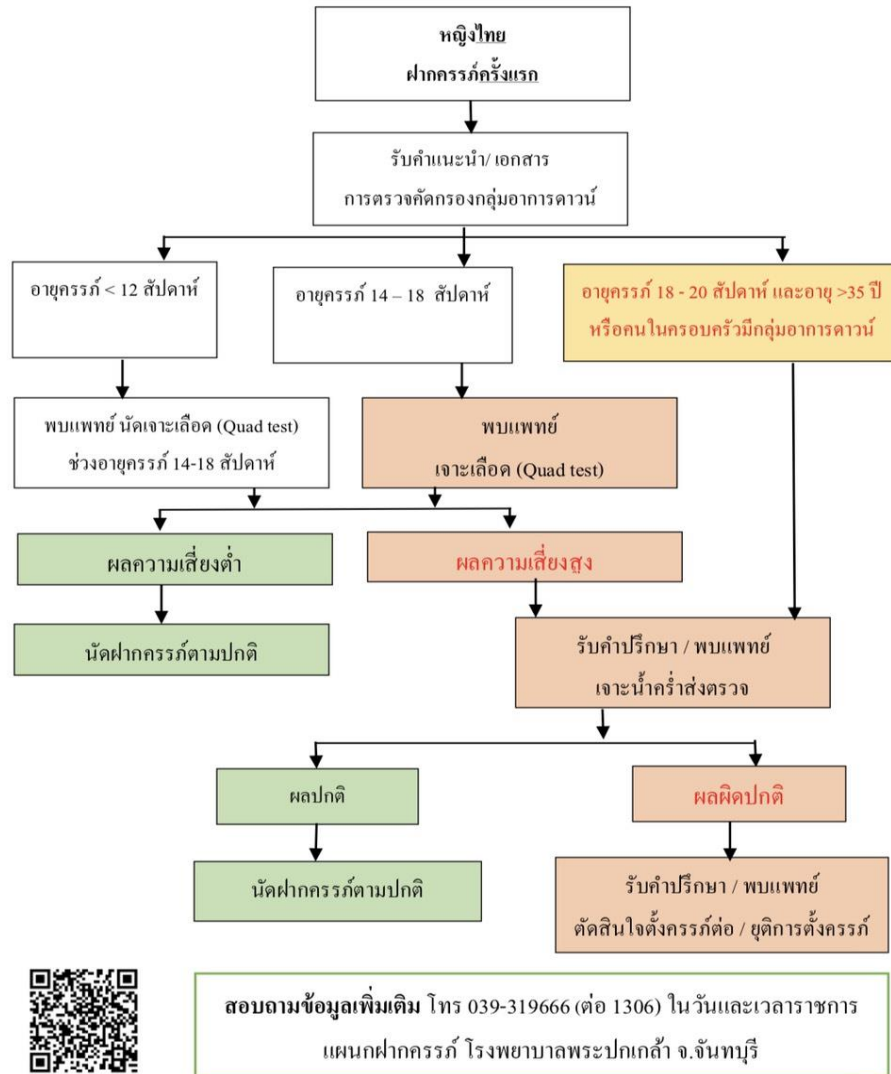 หญิงไทย
ฝากครรภ์ครั้งแรก
รับคำแนะนำ/ เอกสาร
การตรวจคัดกรองกลุ่มอาการดาวน์
อายุครรภ์ < 12 สัปดาห์
อายุครรภ์ 14 – 18 สัปดาห์
อายุครรภ์ 18 - 20 สัปดาห์ และอายุ >35 ปี
หรือคนในครอบครัวมีกลุ่มอาการดาวน์
พบแพทย์ นัดเจาะเลือด (Quad test)
ช่วงอายุครรภ์ 14-18 สัปดาห์
พบแพทย์
เจาะเลือด (Quad test)
ผลความเสี่ยงต่ำ
ผลความเสี่ยงสูง
นัดฝากครรภ์ตามปกติ
รับคำปรึกษา / พบแพทย์
เจาะน้ำคร่ำส่งตรวจ
ผลปกติ
ผลผิดปกติ
นัดฝากครรภ์ตามปกติ
รับคำปรึกษา / พบแพทย์
ตัดสินใจตั้งครรภ์ต่อ / ยุติการตั้งครรภ์
สอบถามข้อมูลเพิ่มเติม โทร 039-319666 (ต่อ 1306) ในวันและเวลาราชการ
แผนกฝากครรภ์ โรงพยาบาลพระปกเกล้า จ.จันทบุรี